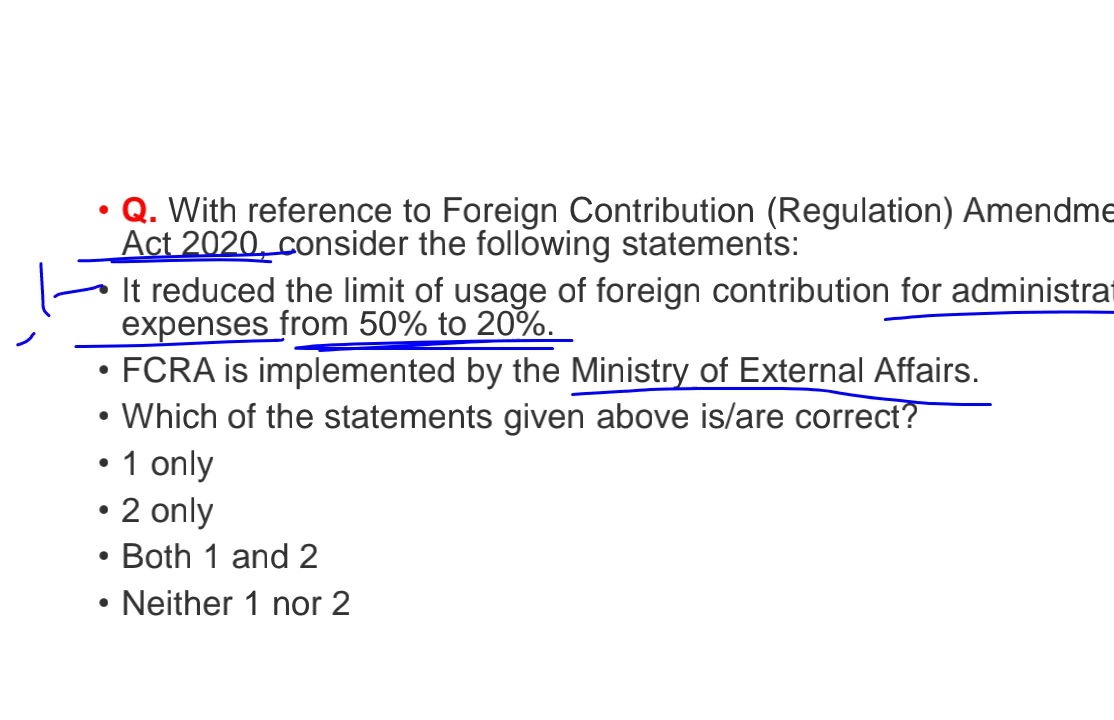 • Q. With reference to Foreign Contribution (Regulation)
Act 2020, consider the following statements:
• It reduced the limit of usage of foreign contribution for
expenses from 50% to 20%.
• FCRA is implemented by the Ministry of External Affairs.
• Which of the statements given above is/are correct?
• 1 only
• 2 only
• Both 1 and 2
• Neither 1 nor 2